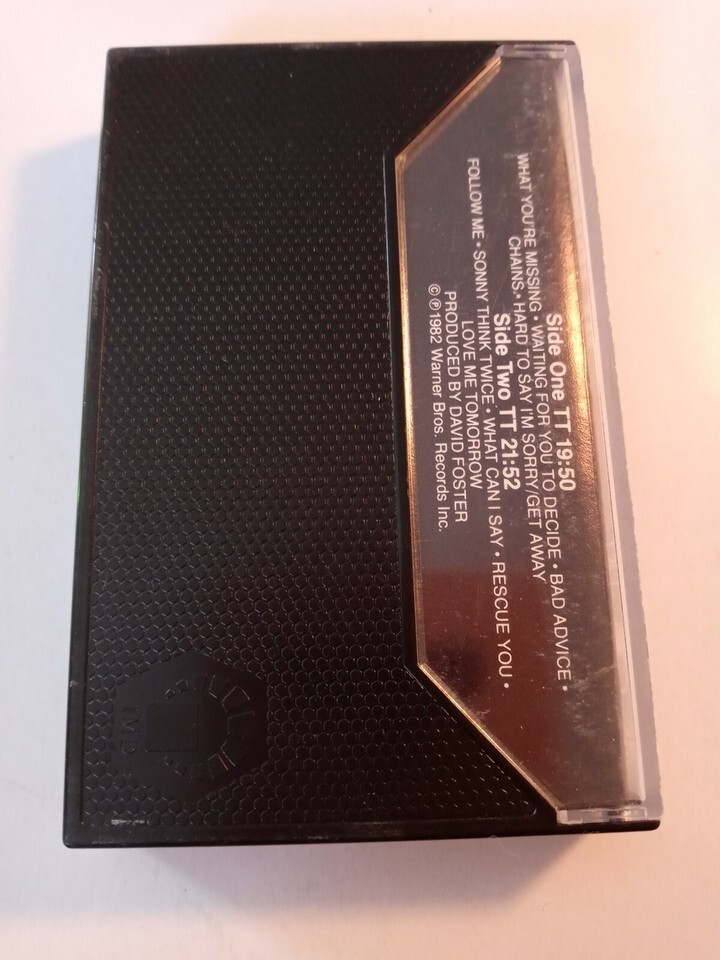 Side One TT 19:50
WHAT YOU'RE MISSING • WAITING FOR YOU TO DECIDE • BAD ADVICE •
CHAINS • HARD TO SAY I'M SORRY/GET AWAY
Side Two TT 21:52
FOLLOW ME • SONNY THINK TWICE • WHAT CAN I SAY • RESCUE YOU •
LOVE ME TOMORROW
PRODUCED BY DAVID FOSTER
© ℗ 1982 Warner Bros. Records Inc.